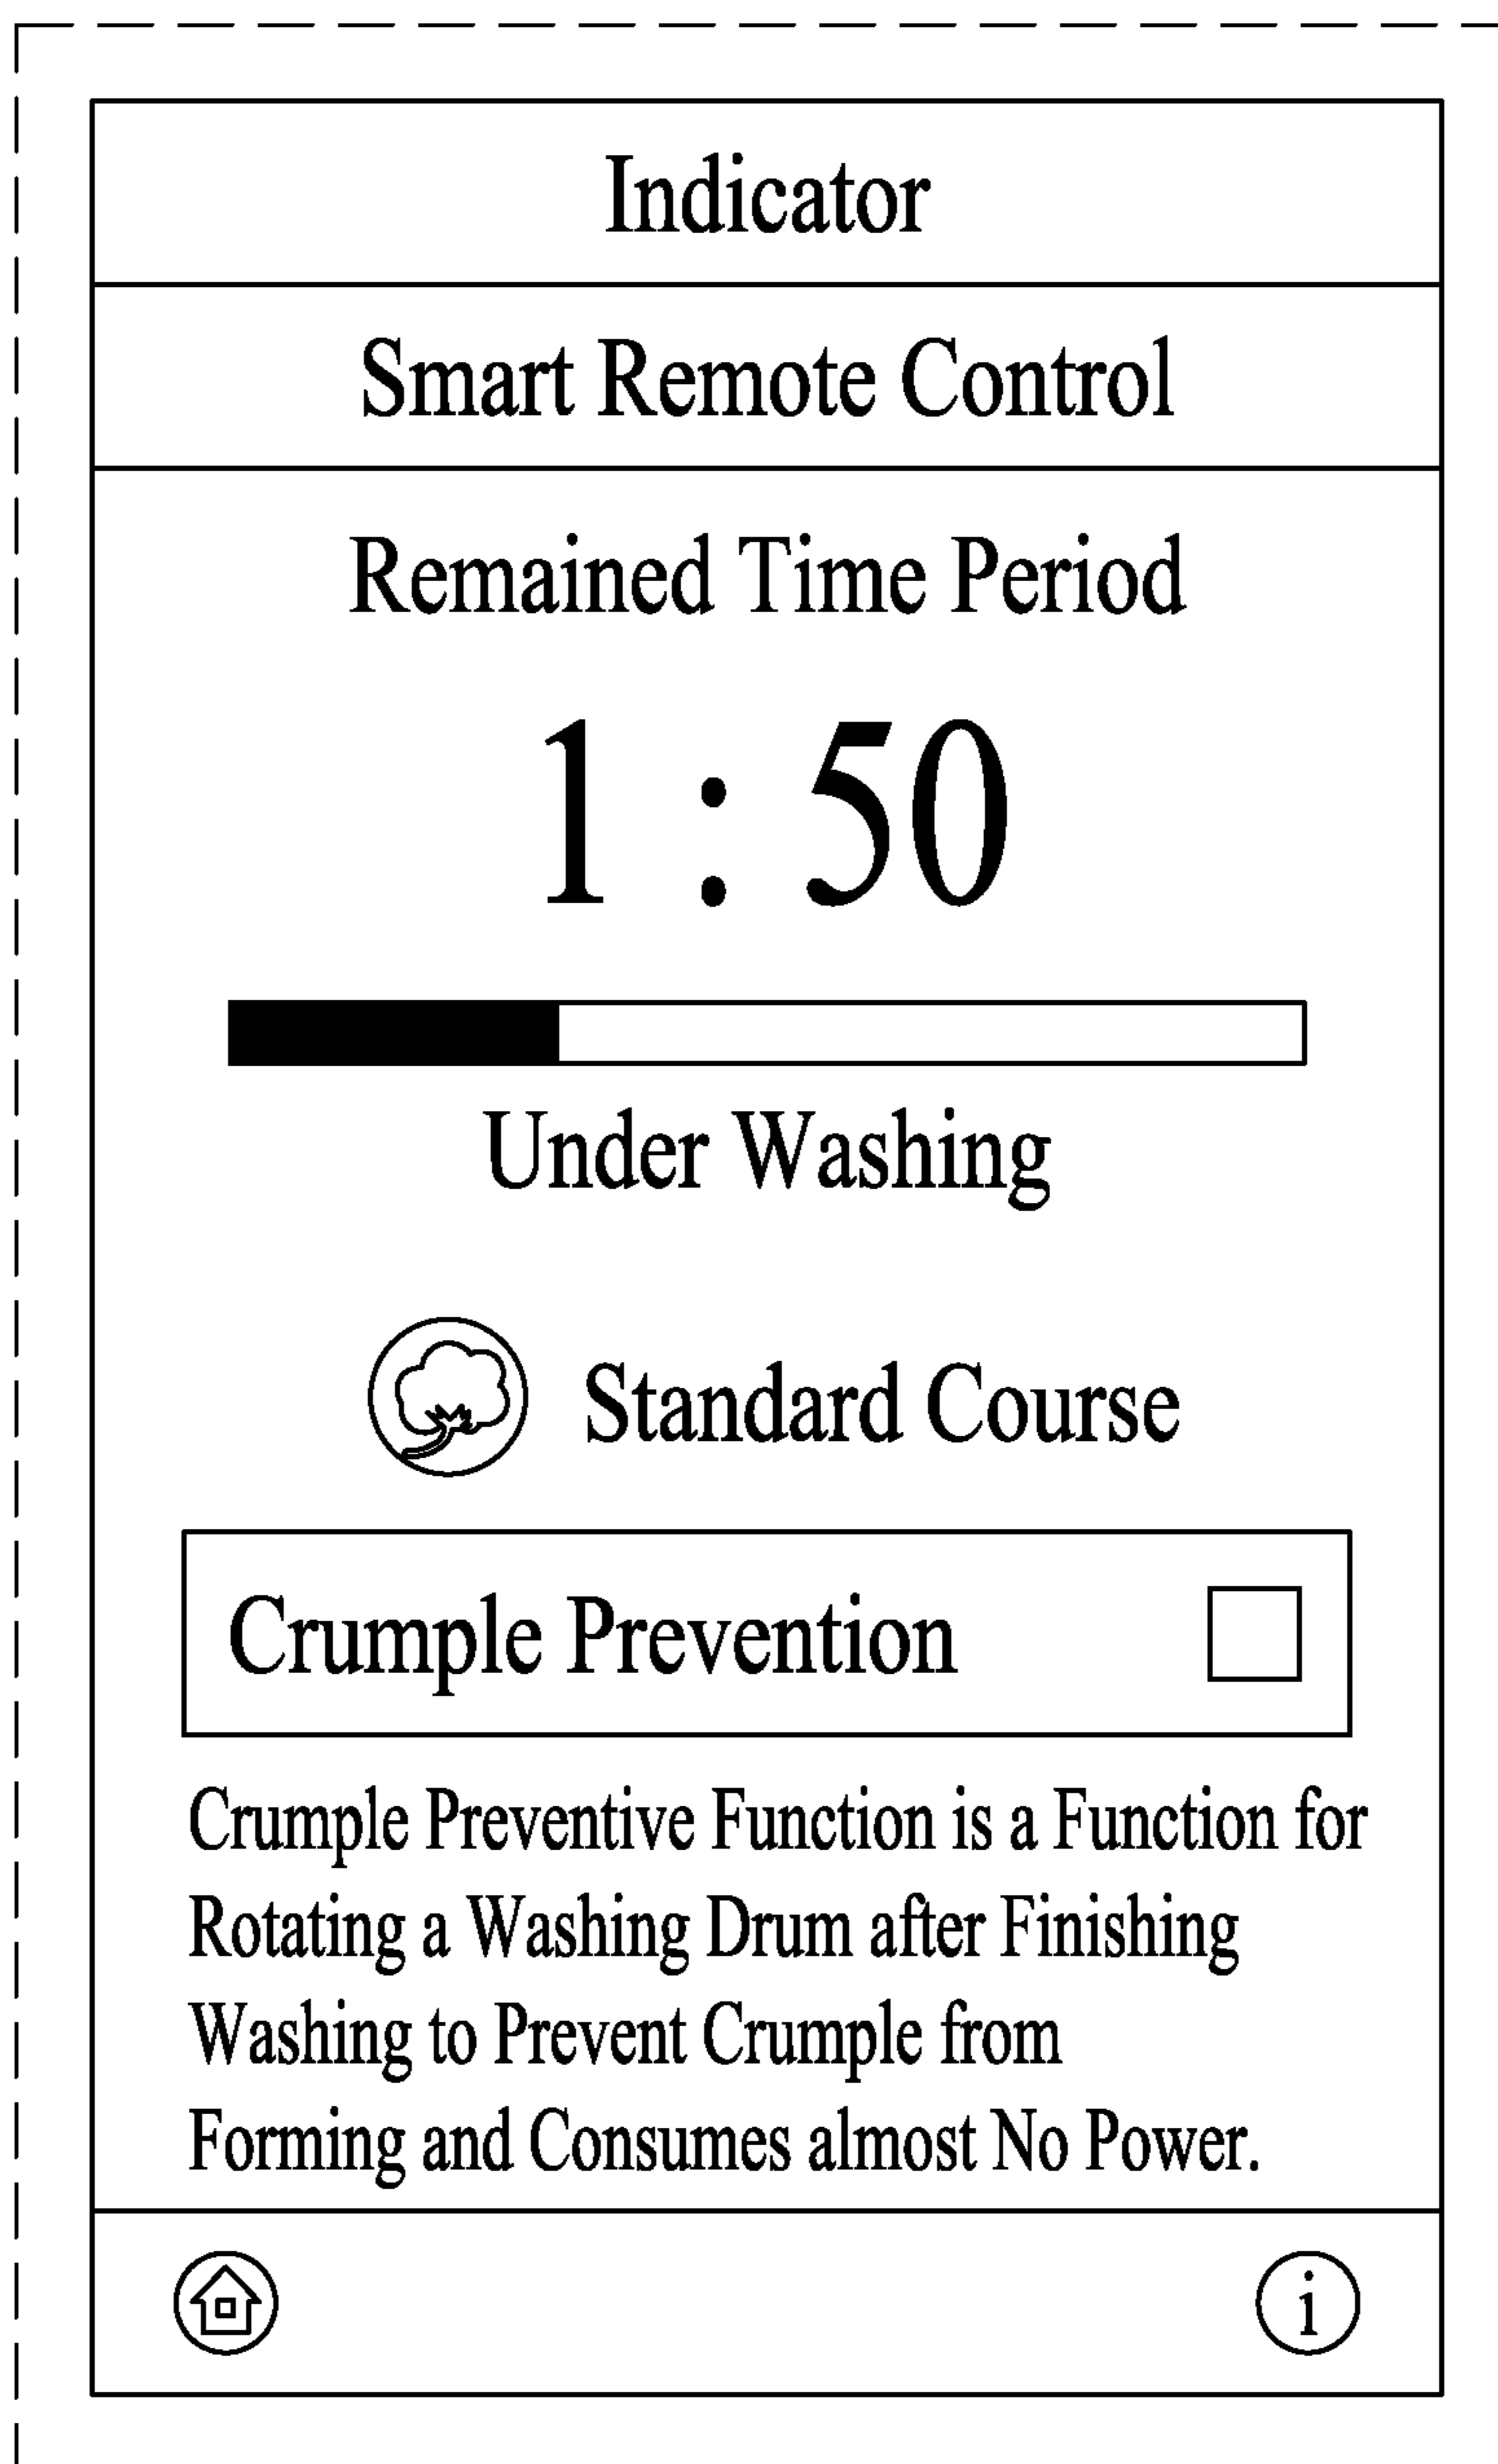 Indicator
Smart Remote Control
Remained Time Period
1 : 50
Under Washing
Standard Course
Crumple Prevention
Crumple Preventive Function is a Function for
Rotating a Washing Drum after Finishing
Washing to Prevent Crumple from
Forming and Consumes almost No Power.
i